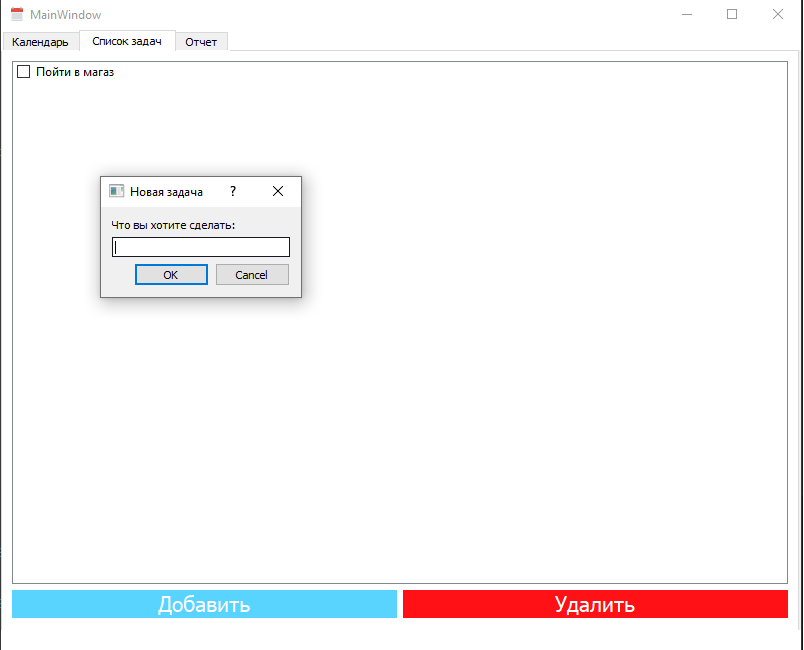 MainWindow
Календарь Список задач Отчет
Пойти в магаз
Новая задача ?
Что вы хотите сделать:
OK Cancel
Добавить Удалить